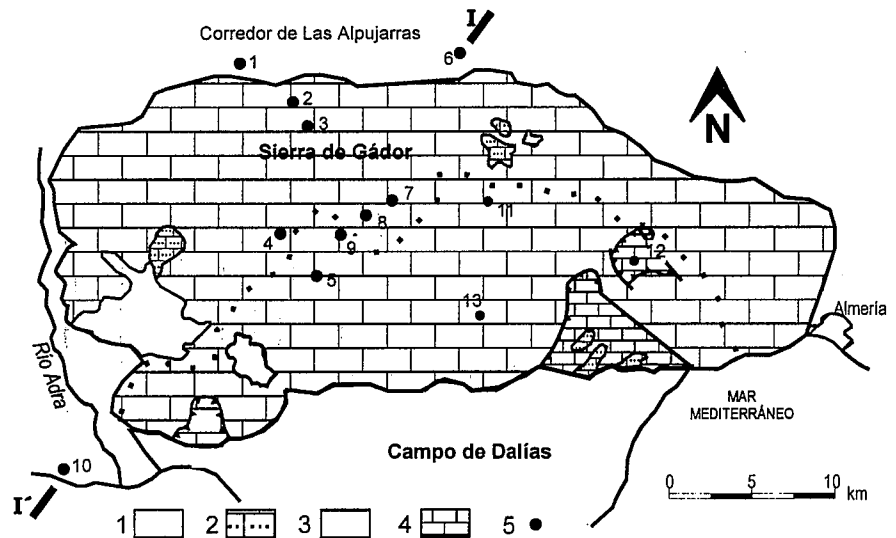 Corredor de Las Alpujarras
I
6
1
2
3
N
Sierra de Gádor
7
11
8
4
9
12
5
13
Almería
Río Adra
MAR
MEDITERRÁNEO
Campo de Dalías
10
I´
0 5 10
km
1 2 3 4 5